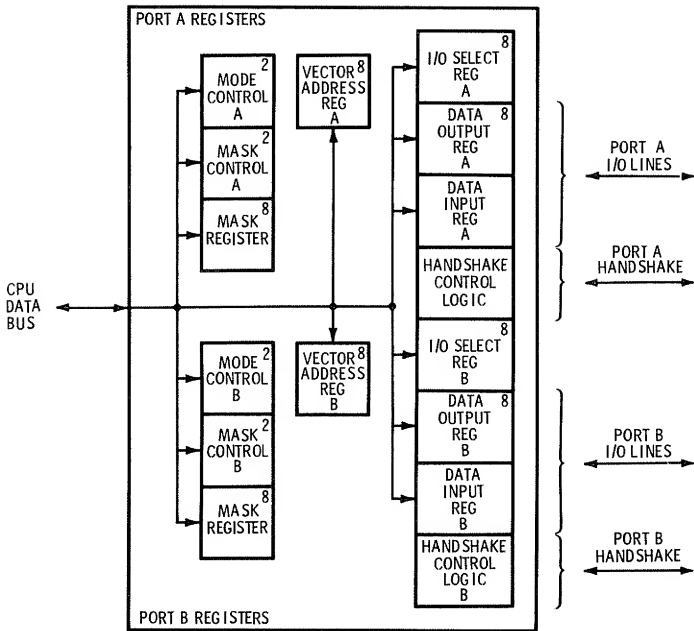 PORT A REGISTERS
2
MODE
CONTROL
A
2
MASK
CONTROL
A
8
MASK
REGISTER
VECTOR 8
ADDRESS
REG
A
8
I/O SELECT
REG
A
DATA 8
OUTPUT
REG
A
DATA
INPUT
REG
A
HANDSHAKE
CONTROL
LOGIC
PORT A
I/O LINES
PORT A
HANDSHAKE
CPU
DATA
BUS
2
MODE
CONTROL
B
2
MASK
CONTROL
B
8
MASK
REGISTER
VECTOR 8
ADDRESS
REG
B
8
I/O SELECT
REG
B
DATA 8
OUTPUT
REG
B
DATA
INPUT
REG
B
HANDSHAKE
CONTROL
LOGIC
B
PORT B
I/O LINES
PORT B
HANDSHAKE
PORT B REGISTERS